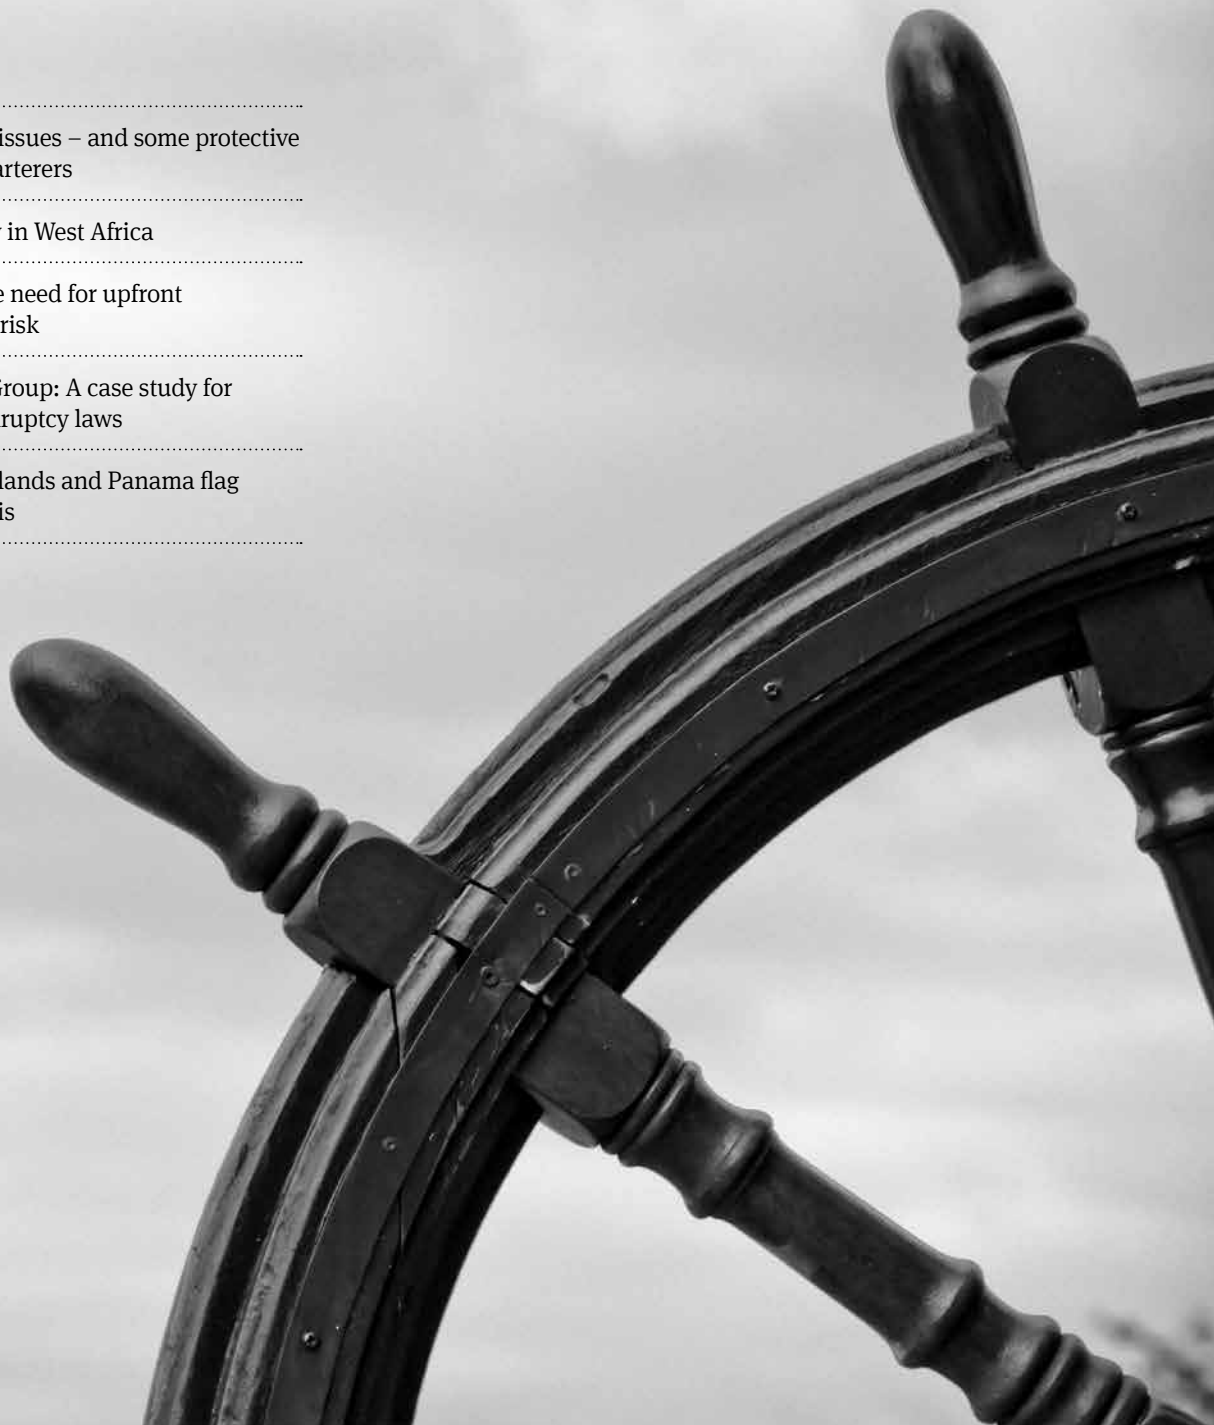 issues – and some protective
arterers
in West Africa
need for upfront
risk
Group: A case study for
ruptcy laws
lands and Panama flag
is